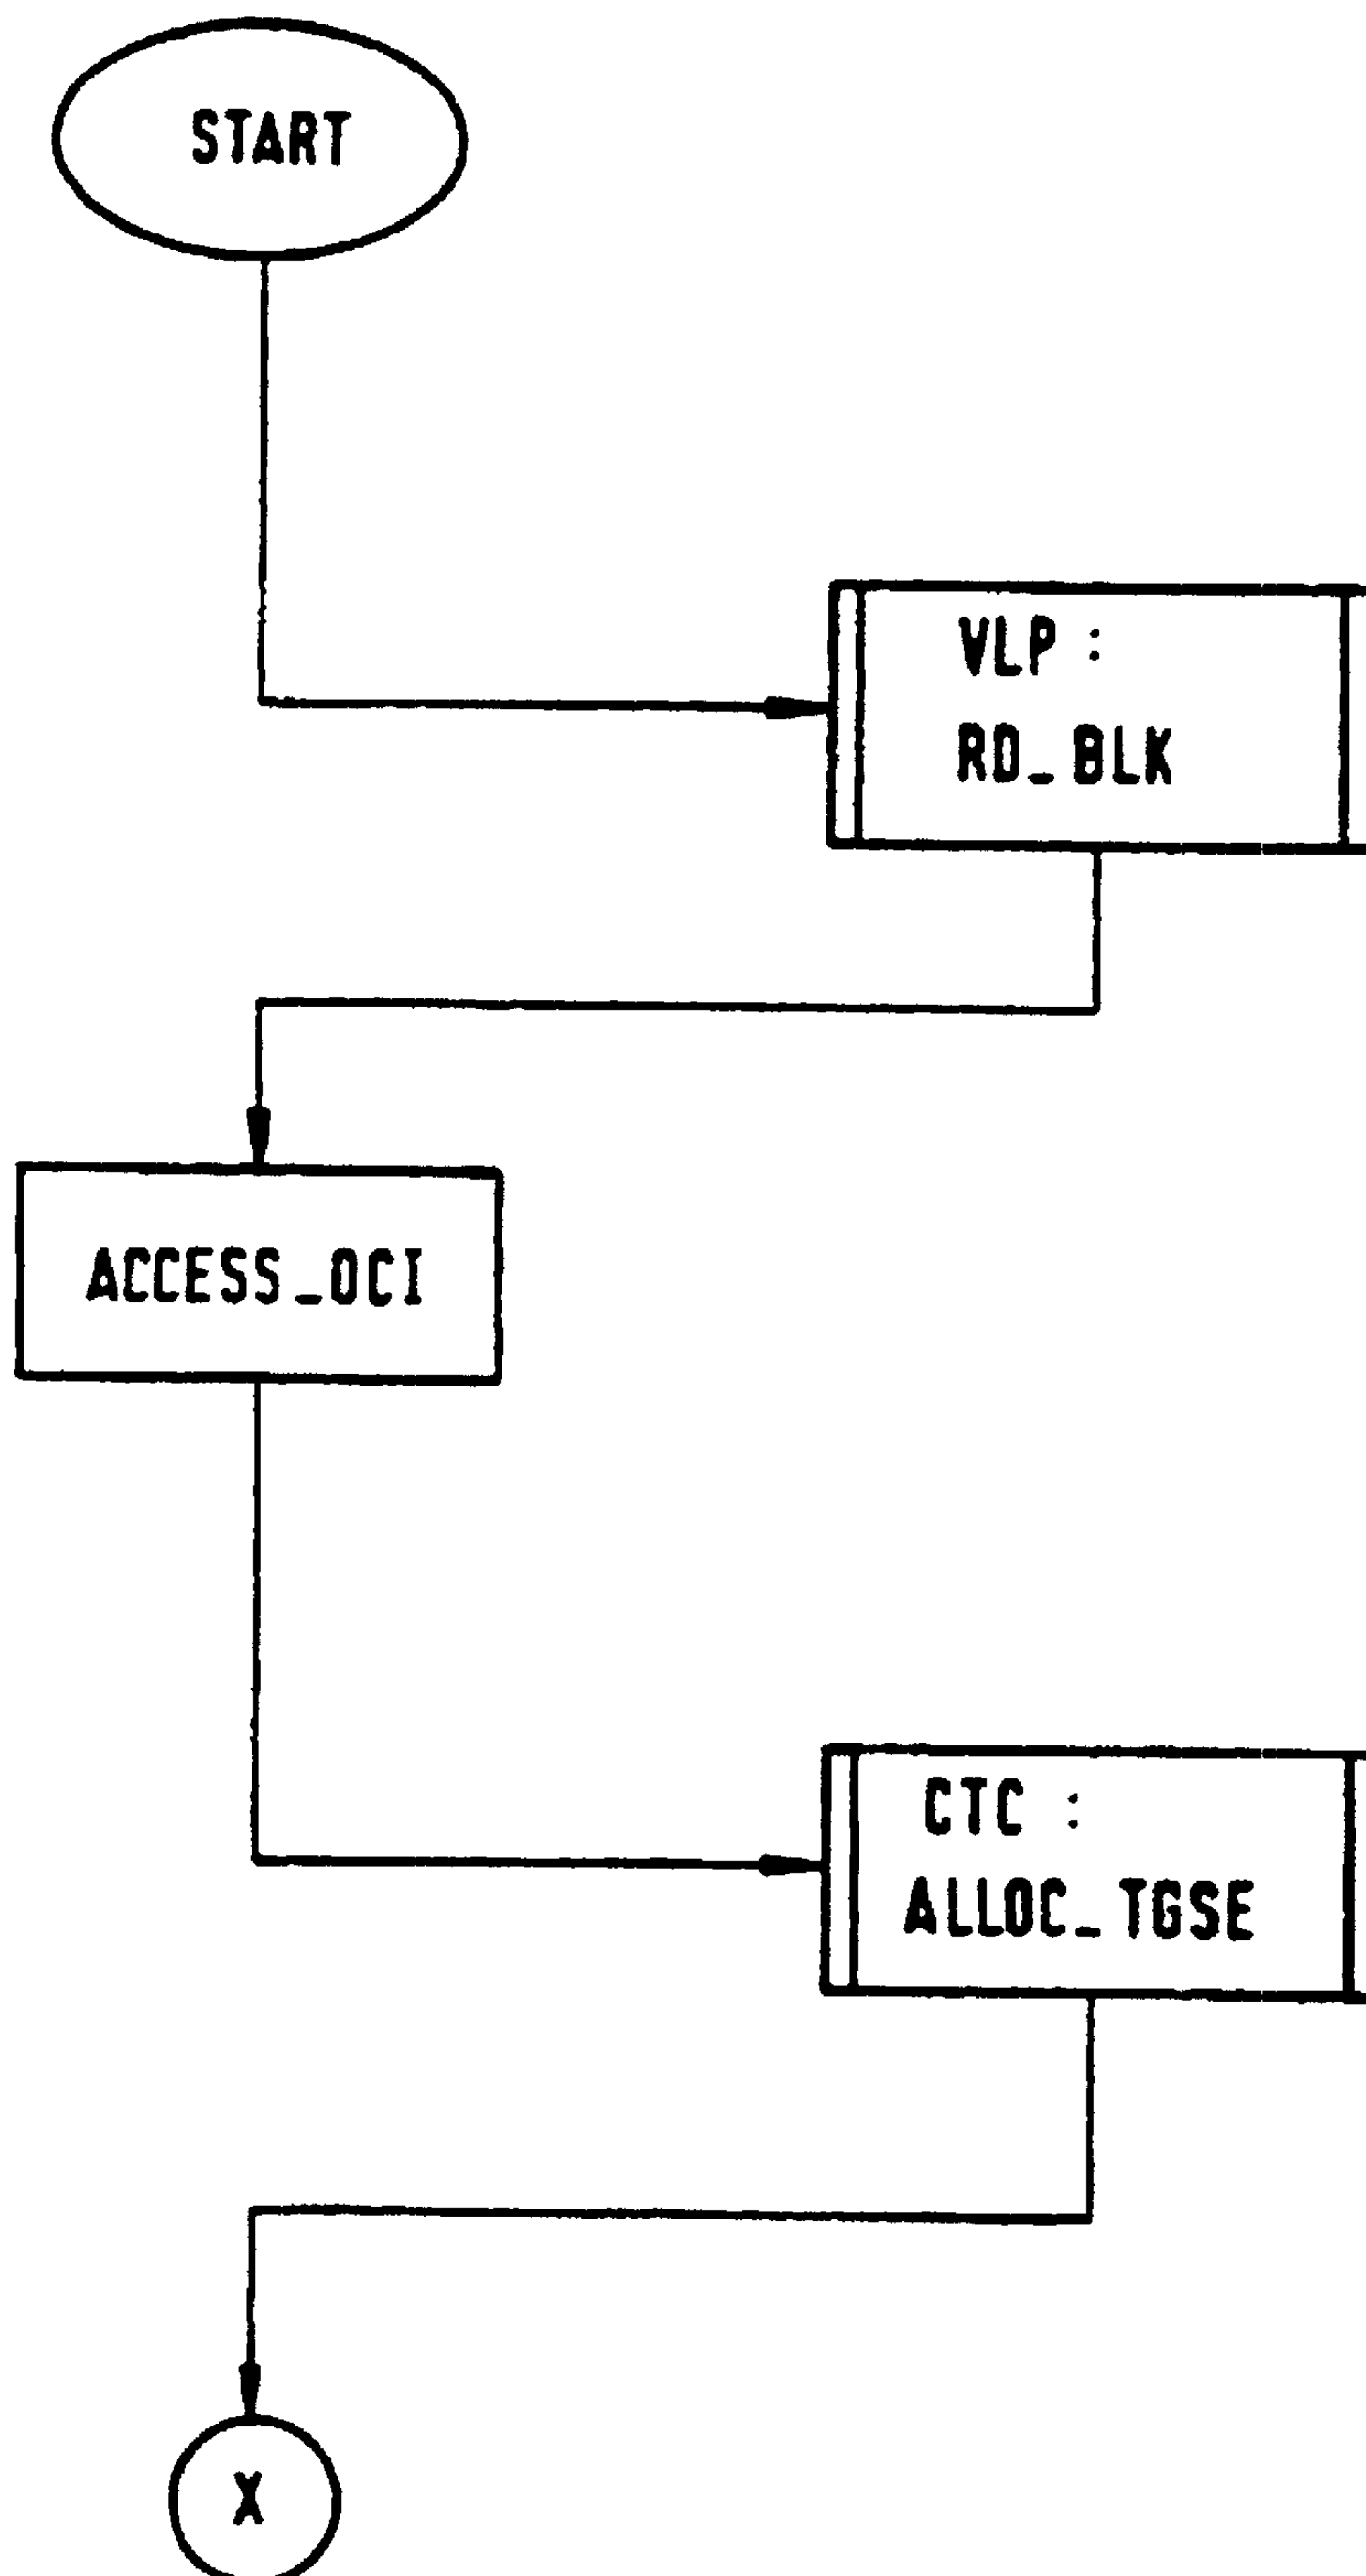 START
VLP :
RD_BLK
ACCESS_OCI
CTC :
ALLOC_TGSE
X